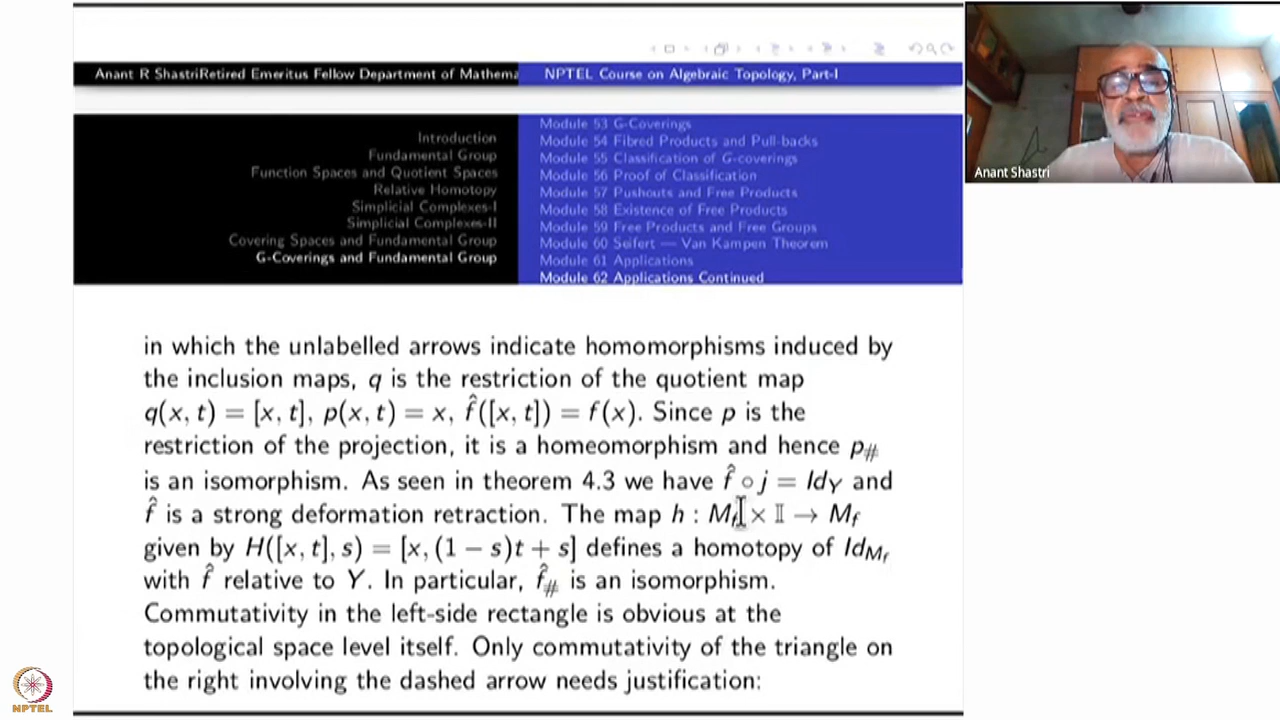 Anant R ShastriRetired Emeritus Fellow Department of Mathema
NPTEL Course on Algebraic Topology, Part-I
Introduction
Fundamental Group
Function Spaces and Quotient Spaces
Relative Homotopy
Simplicial Complexes-I
Simplicial Complexes-II
Covering Spaces and Fundamental Group
G-Coverings and Fundamental Group
Module 53 G-Coverings
Module 54 Fibred Products and Pull-backs
Module 55 Classification of G-coverings
Module 56 Proof of Classification
Module 57 Pushouts and Free Products
Module 58 Existence of Free Products
Module 59 Free Products and Free Groups
Module 60 Seifert — Van Kampen Theorem
Module 61 Applications
Module 62 Applications Continued
Anant Shastri
in which the unlabelled arrows indicate homomorphisms induced by
the inclusion maps, q is the restriction of the quotient map
q(x, t) = [x, t], p(x, t) = x, f̂([x, t]) = f(x). Since p is the
restriction of the projection, it is a homeomorphism and hence p_#
is an isomorphism. As seen in theorem 4.3 we have f̂ ∘ j = Id_Y and
f̂ is a strong deformation retraction. The map h : M_f × 𝕀 → M_f
given by H([x, t], s) = [x, (1 − s)t + s] defines a homotopy of Id_{M_f}
with f̂ relative to Y. In particular, f̂_# is an isomorphism.
Commutativity in the left-side rectangle is obvious at the
topological space level itself. Only commutativity of the triangle on
the right involving the dashed arrow needs justification:
NPTEL